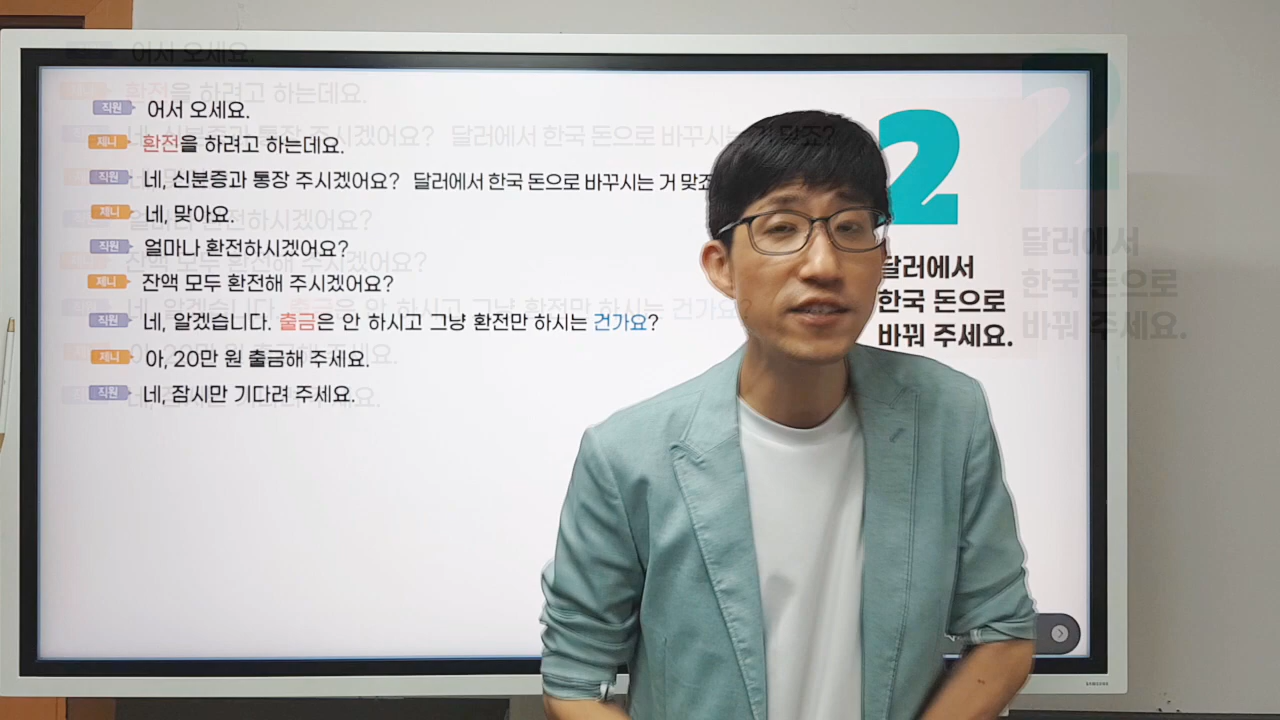 직원 어서 오세요.
제니 환전을 하려고 하는데요.
직원 네, 신분증과 통장 주시겠어요? 달러에서 한국 돈으로 바꾸시는 거 맞죠?
제니 네, 맞아요.
직원 얼마나 환전하시겠어요?
제니 잔액 모두 환전해 주시겠어요?
직원 네, 알겠습니다. 출금은 안 하시고 그냥 환전만 하시는 건가요?
제니 아, 20만 원 출금해 주세요.
직원 네, 잠시만 기다려 주세요.
2
달러에서
한국 돈으로
바꿔 주세요.
SAMSUNG